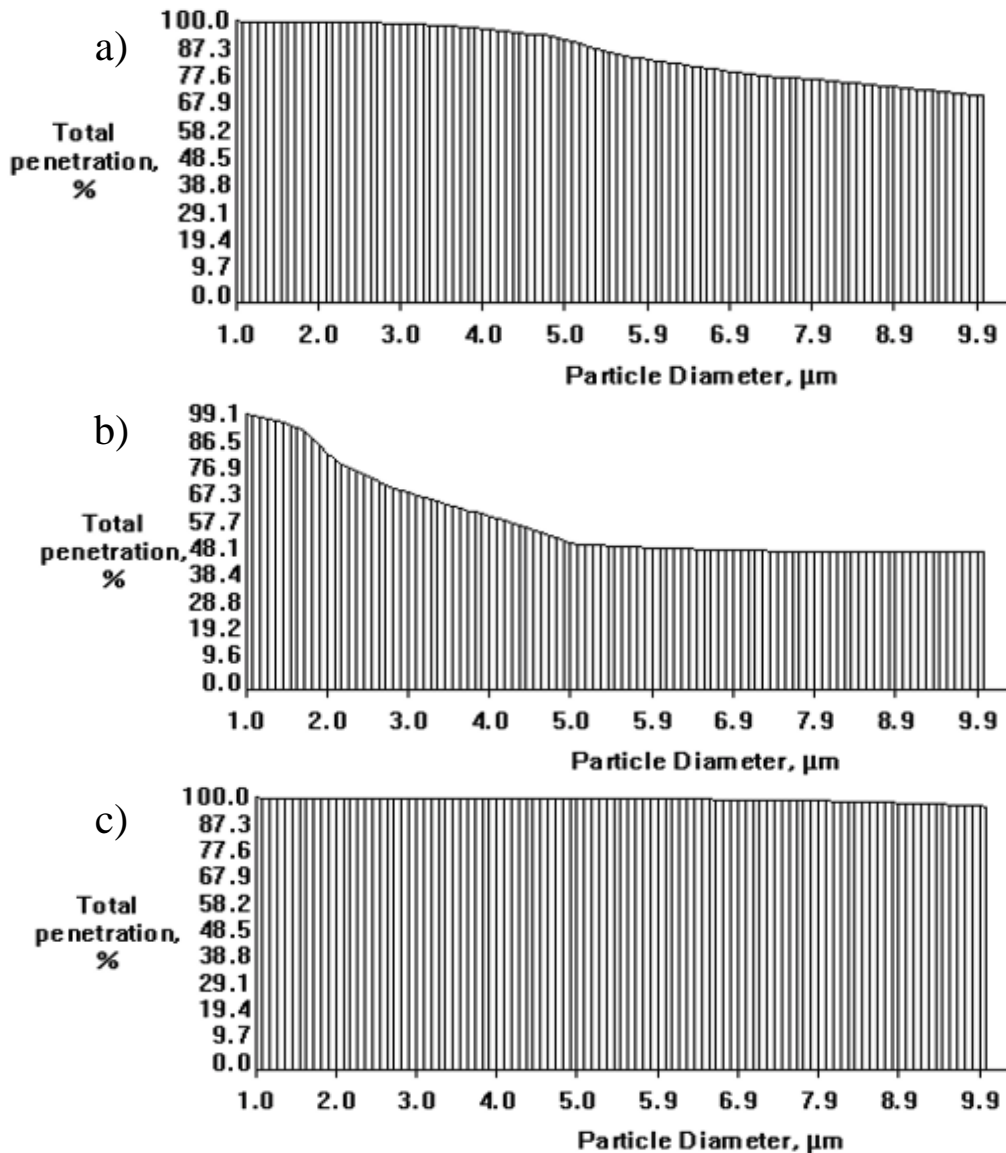 a)
100.0
87.3
77.6
67.9
58.2
48.5
38.8
29.1
19.4
9.7
0.0
Total
penetration,
%
1.0 2.0 3.0 4.0 5.0 5.9 6.9 7.9 8.9 9.9
Particle Diameter, µm
b)
99.1
86.5
76.9
67.3
57.7
48.1
38.4
28.8
19.2
9.6
0.0
Total
penetration,
%
1.0 2.0 3.0 4.0 5.0 5.9 6.9 7.9 8.9 9.9
Particle Diameter, µm
c)
100.0
87.3
77.6
67.9
58.2
48.5
38.8
29.1
19.4
9.7
0.0
Total
penetration,
%
1.0 2.0 3.0 4.0 5.0 5.9 6.9 7.9 8.9 9.9
Particle Diameter, µm